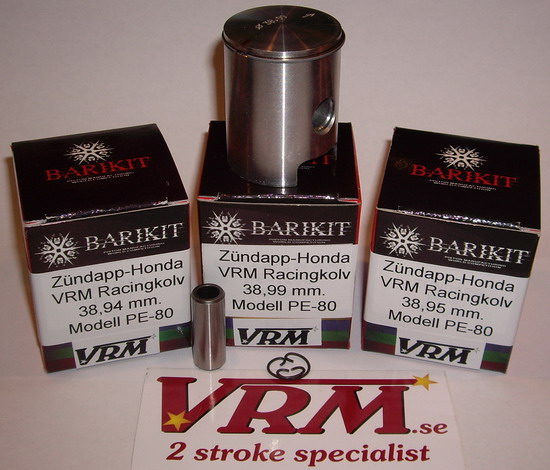 BARIKIT
BARIKIT
Zündapp-Honda
VRM Racingkolv
38,94 mm.
Modell PE-80
VRM
BARIKIT
Zündapp-Honda
VRM Racingkolv
38,99 mm.
Modell PE-80
BARIKIT
BARIKIT
Zündapp-Honda
VRM Racingkolv
38,95 mm.
Modell PE-80
VRM
VRM.se
2 stroke specialist